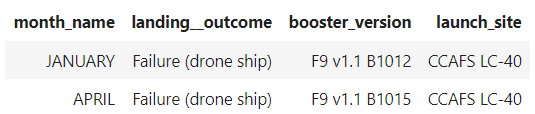 month_name landing__outcome booster_version launch_site
JANUARY Failure (drone ship) F9 v1.1 B1012 CCAFS LC-40
APRIL Failure (drone ship) F9 v1.1 B1015 CCAFS LC-40